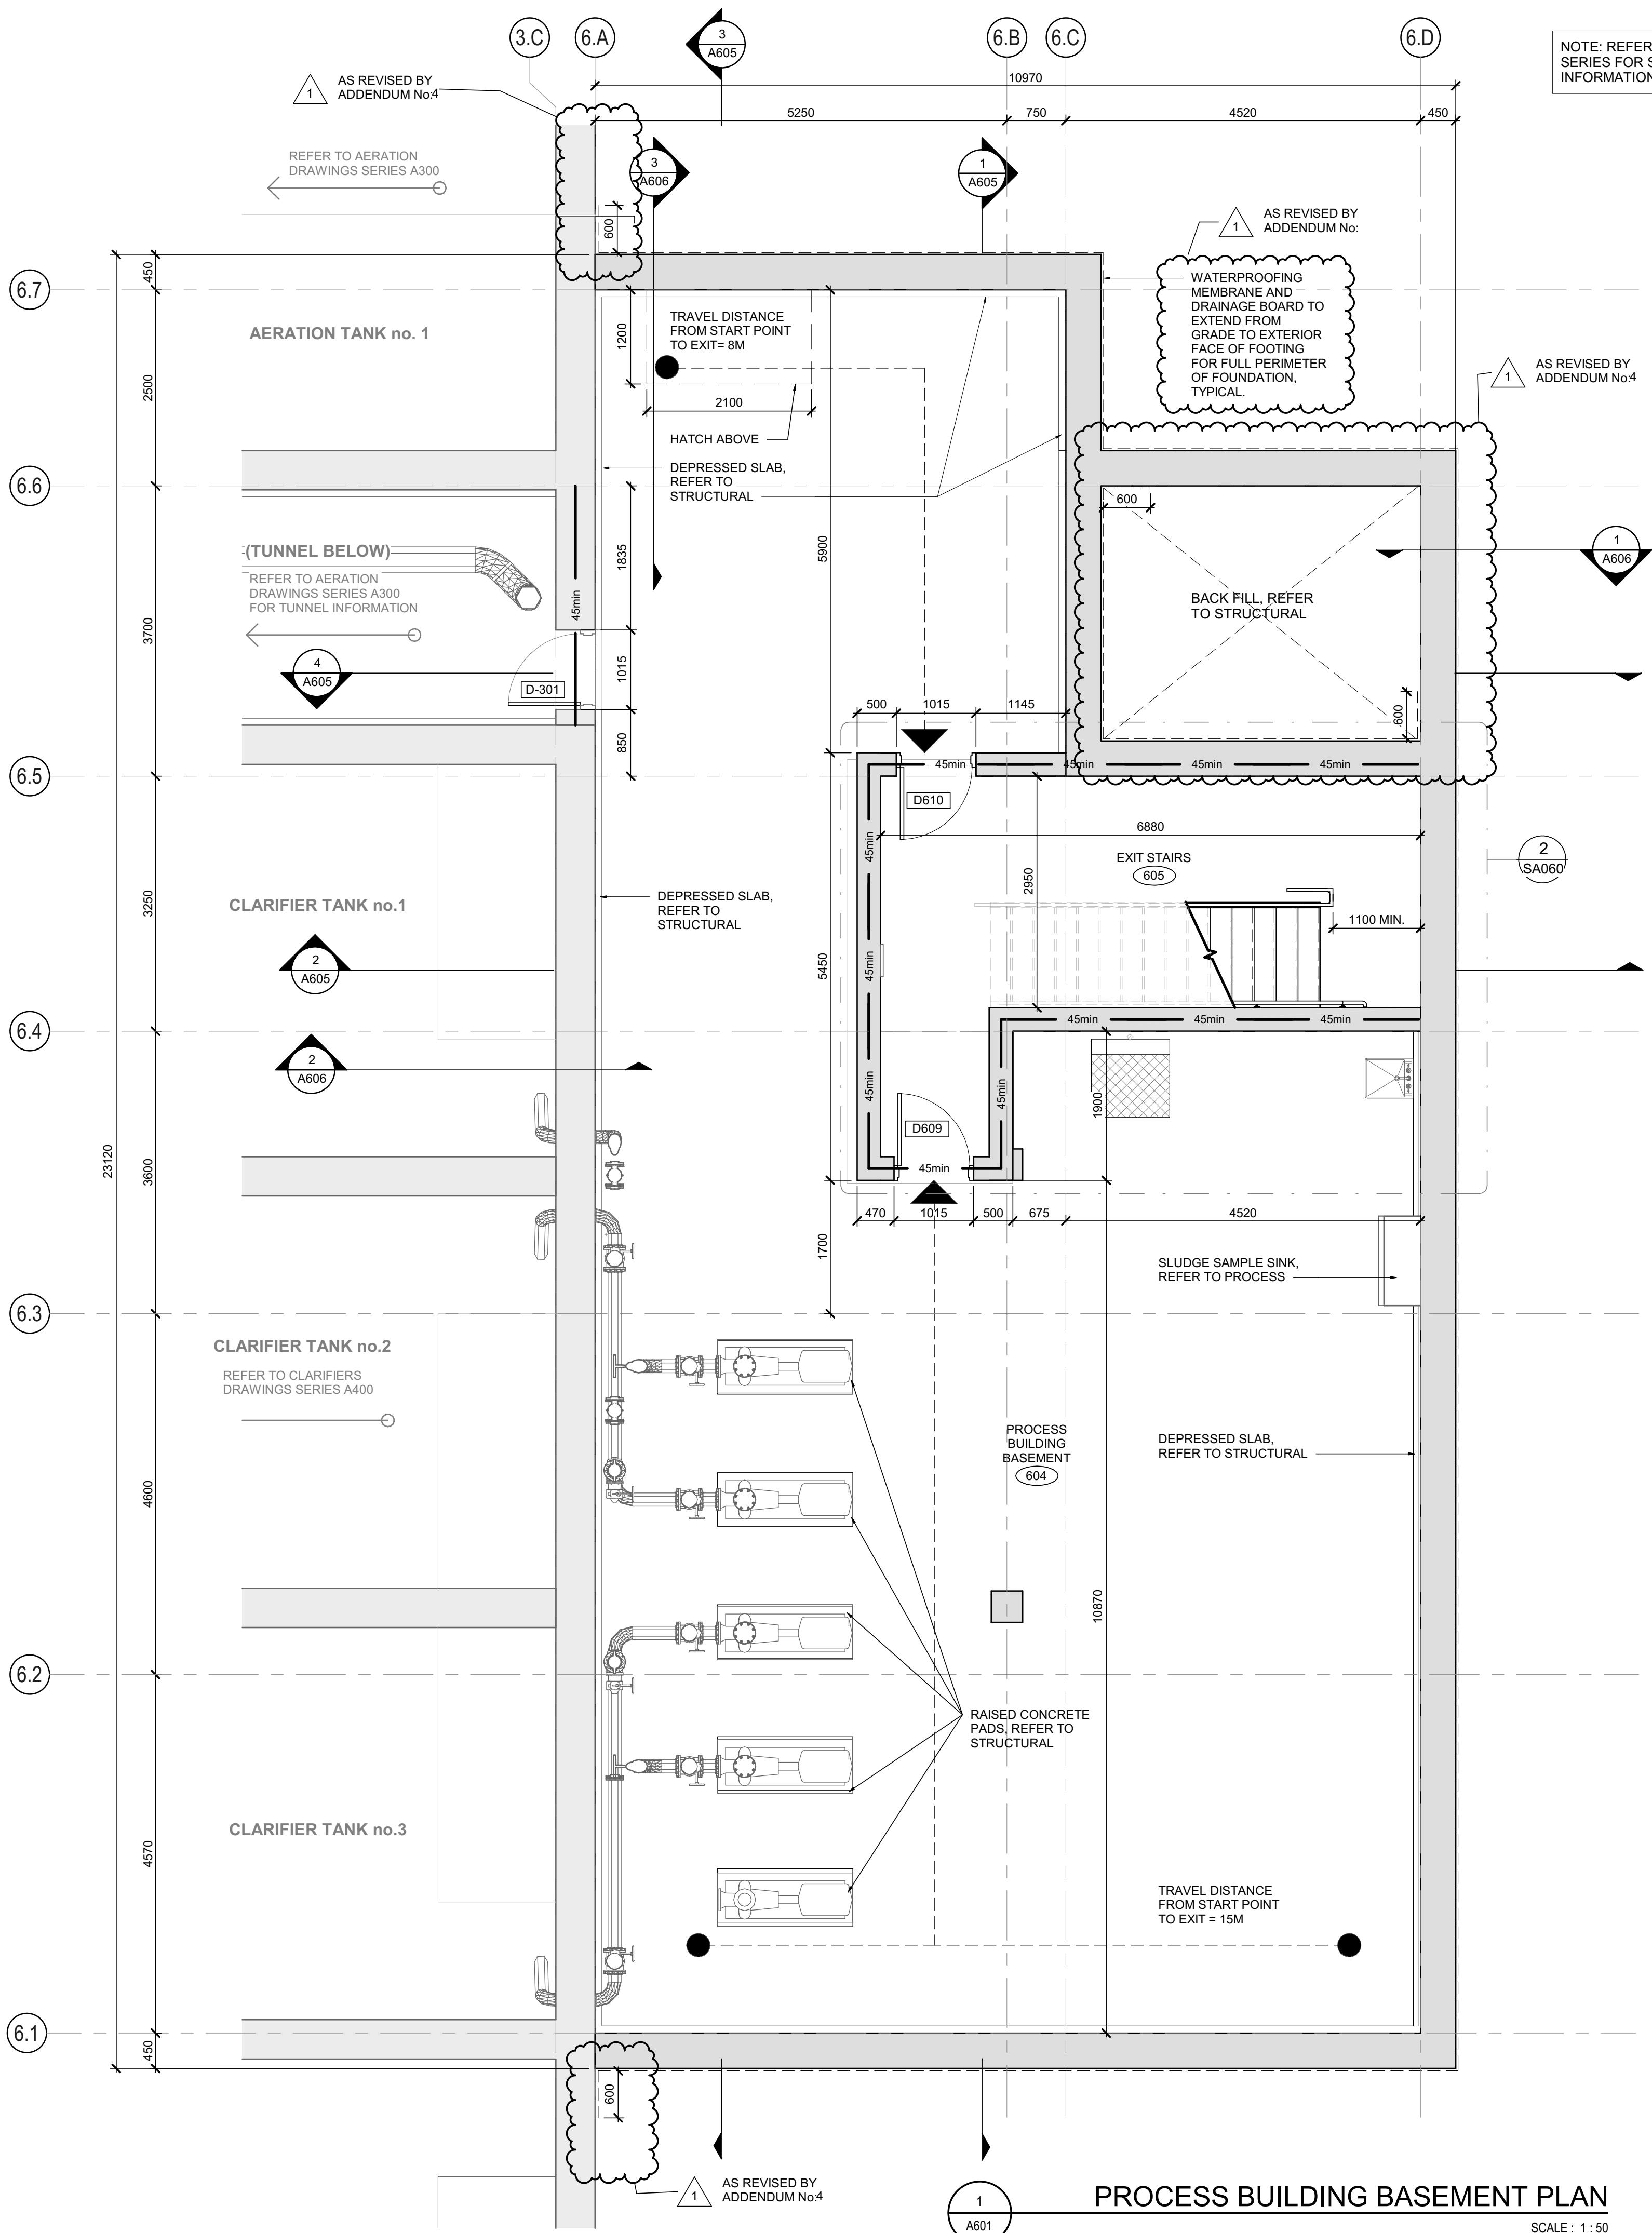 3.C
6.A
3
A605
6.B
6.C
6.D
NOTE: REFER
SERIES FOR S
INFORMATION
1
AS REVISED BY
ADDENDUM No:4
10970
5250
750
4520
450
REFER TO AERATION
DRAWINGS SERIES A300
3
A606
1
A605
600
1
AS REVISED BY
ADDENDUM No:
450
6.7
WATERPROOFING
MEMBRANE AND
DRAINAGE BOARD TO
EXTEND FROM
GRADE TO EXTERIOR
FACE OF FOOTING
FOR FULL PERIMETER
OF FOUNDATION,
TYPICAL.
AERATION TANK no. 1
1200
TRAVEL DISTANCE
FROM START POINT
TO EXIT= 8M
1
AS REVISED BY
ADDENDUM No:4
2500
2100
HATCH ABOVE
DEPRESSED SLAB,
REFER TO
STRUCTURAL
6.6
600
(TUNNEL BELOW)
REFER TO AERATION
DRAWINGS SERIES A300
FOR TUNNEL INFORMATION
1835
45min
5900
1
A606
BACK FILL, REFER
TO STRUCTURAL
3700
4
A605
D-301
1015
500
1015
1145
600
850
6.5
45min
45min
45min
45min
D610
6880
45min
EXIT STAIRS
605
2
SA060
2950
3250
CLARIFIER TANK no.1
DEPRESSED SLAB,
REFER TO
STRUCTURAL
1100 MIN.
2
A605
5450
45min
6.4
45min
45min
45min
2
A606
45min
45min
1900
D609
23120
3600
45min
470
1015
500
675
4520
1700
SLUDGE SAMPLE SINK,
REFER TO PROCESS
6.3
CLARIFIER TANK no.2
REFER TO CLARIFIERS
DRAWINGS SERIES A400
PROCESS
BUILDING
BASEMENT
604
DEPRESSED SLAB,
REFER TO STRUCTURAL
4600
10870
6.2
RAISED CONCRETE
PADS, REFER TO
STRUCTURAL
CLARIFIER TANK no.3
4570
TRAVEL DISTANCE
FROM START POINT
TO EXIT = 15M
6.1
450
600
1
AS REVISED BY
ADDENDUM No:4
1
A601
PROCESS BUILDING BASEMENT PLAN
SCALE : 1 : 50